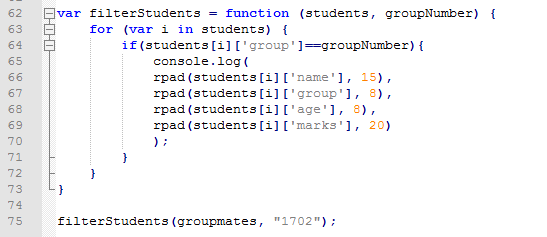 62 var filterStudents = function (students, groupNumber) {
63 for (var i in students) {
64 if(students[i]['group']==groupNumber){
65 console.log(
66 rpad(students[i]['name'], 15),
67 rpad(students[i]['group'], 8),
68 rpad(students[i]['age'], 8),
69 rpad(students[i]['marks'], 20)
70 );
71 }
72 }
73 }
74
75 filterStudents(groupmates, "1702");